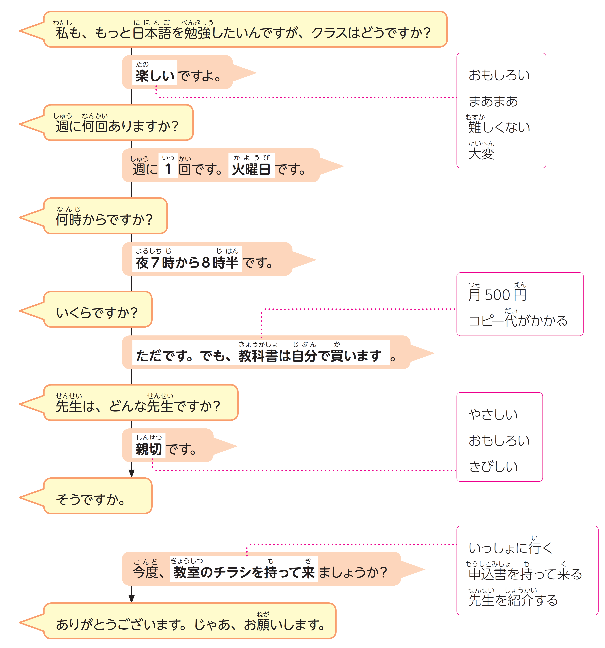 私も、もっと日本語を勉強したいんですが、クラスはどうですか？
楽しいですよ。
おもしろい
まあまあ
難しくない
大変
週に何回ありますか？
週に1回です。火曜日です。
何時からですか？
夜7時から8時半です。
いくらですか？
月500円
コピー代がかかる
ただです。でも、教科書は自分で買います。
先生は、どんな先生ですか？
やさしい
おもしろい
きびしい
親切です。
そうですか。
いっしょに行く
申込書を持って来る
先生を紹介する
今度、教室のチラシを持って来ましょうか？
ありがとうございます。じゃあ、お願いします。